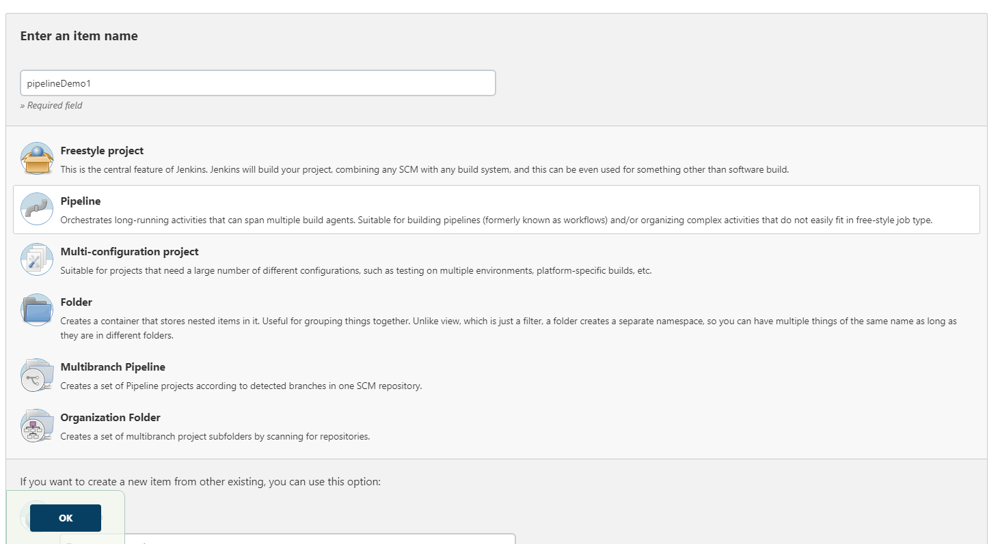 Enter an item name
pipelineDemo1
» Required field
Freestyle project
This is the central feature of Jenkins. Jenkins will build your project, combining any SCM with any build system, and this can be even used for something other than software build.
Pipeline
Orchestrates long-running activities that can span multiple build agents. Suitable for building pipelines (formerly known as workflows) and/or organizing complex activities that do not easily fit in free-style job type.
Multi-configuration project
Suitable for projects that need a large number of different configurations, such as testing on multiple environments, platform-specific builds, etc.
Folder
Creates a container that stores nested items in it. Useful for grouping things together. Unlike view, which is just a filter, a folder creates a separate namespace, so you can have multiple things of the same name as long as
they are in different folders.
Multibranch Pipeline
Creates a set of Pipeline projects according to detected branches in one SCM repository.
Organization Folder
Creates a set of multibranch project subfolders by scanning for repositories.
If you want to create a new item from other existing, you can use this option:
OK